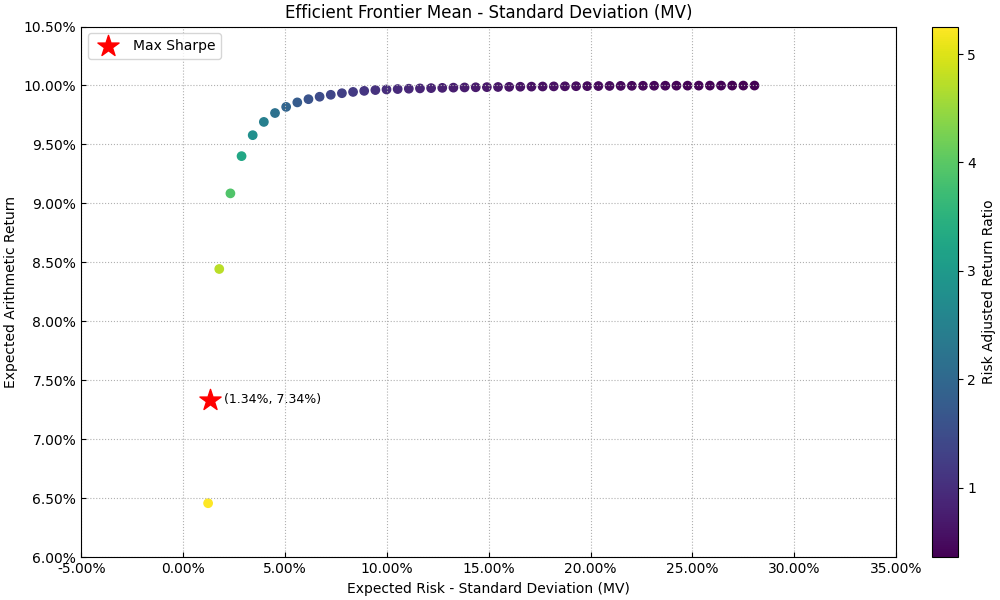 Efficient Frontier Mean - Standard Deviation (MV)
Max Sharpe
10.50%
10.00%
9.50%
9.00%
8.50%
8.00%
7.50%
7.00%
6.50%
6.00%
Expected Arithmetic Return
(1.34%, 7.34%)
-5.00% 0.00% 5.00% 10.00% 15.00% 20.00% 25.00% 30.00% 35.00%
Expected Risk - Standard Deviation (MV)
5
4
3
2
1
Risk Adjusted Return Ratio